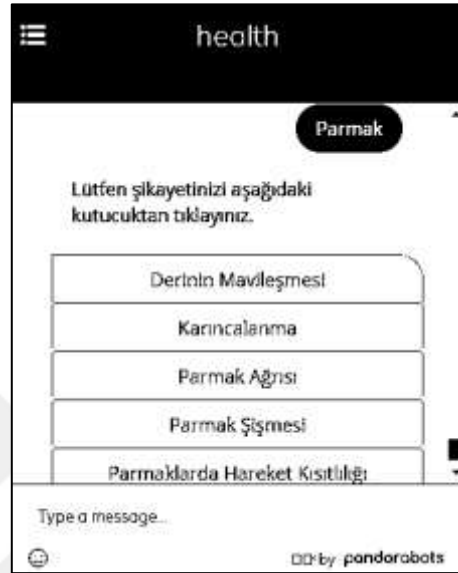 health
Parmak
Lütfen şikayetinizi aşağıdaki
kutucuktan tıklayınız.
Derinin Mavileşmesi
Karıncalanma
Parmak Ağrısı
Parmak Şişmesi
Parmaklarda Hareket Kısıtlılığı
Type a message...
by pandorabots